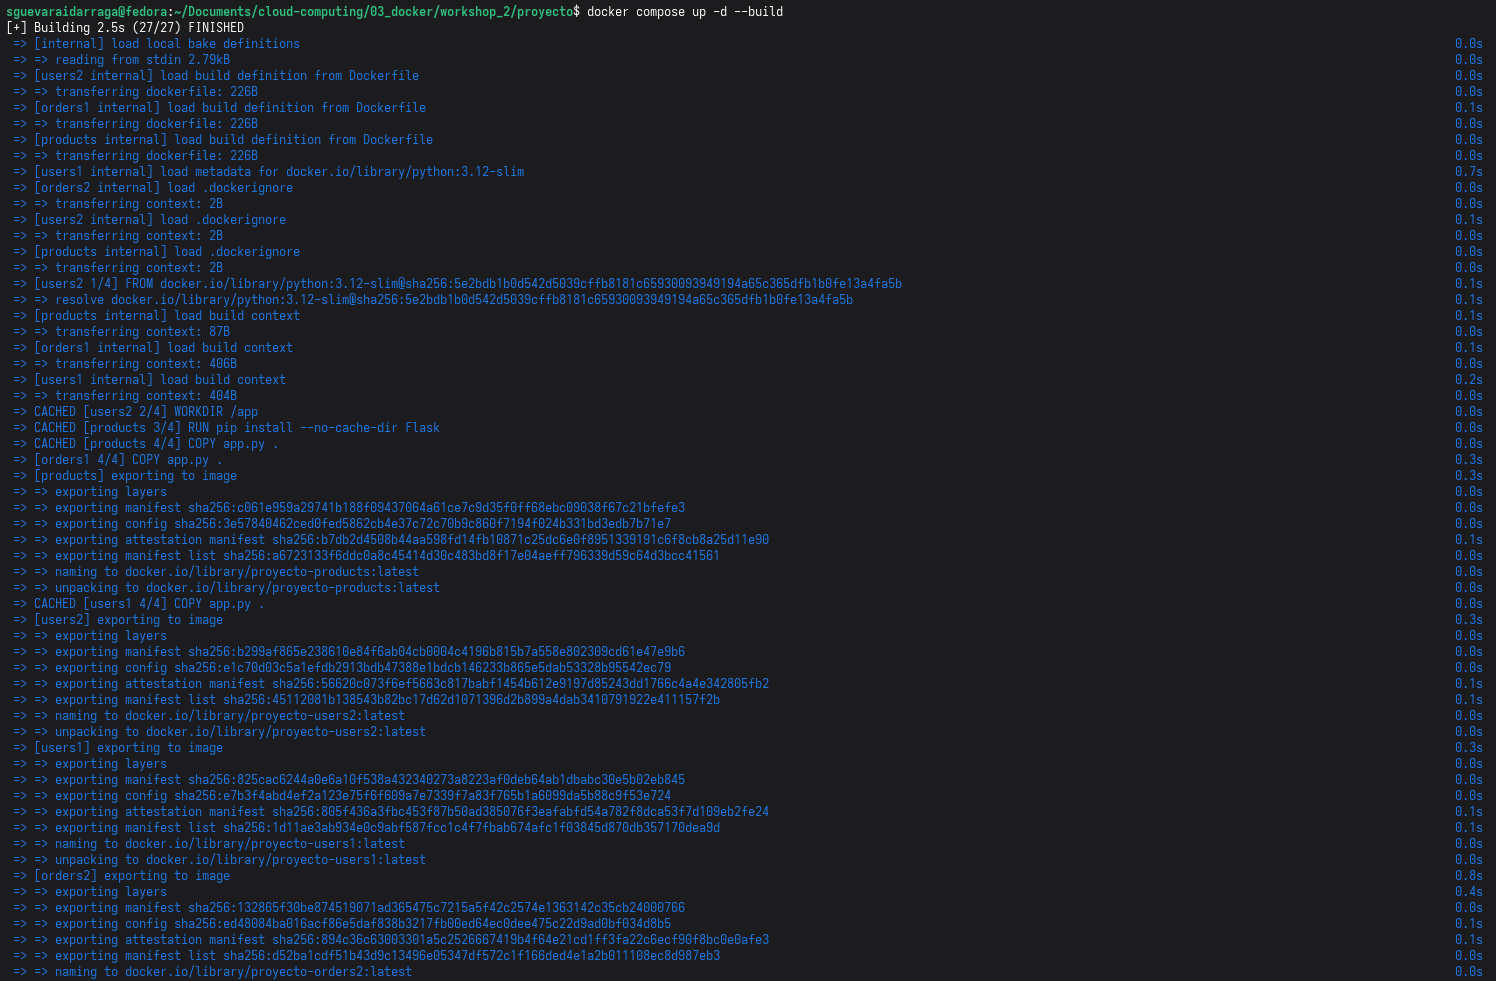 sguevaraidarraga@fedora:~/Documents/cloud-computing/03_docker/workshop_2/proyecto$ docker compose up -d --build
[+] Building 2.5s (27/27) FINISHED
=> [internal] load local bake definitions 0.0s
=> => reading from stdin 2.79kB 0.0s
=> [users2 internal] load build definition from Dockerfile 0.0s
=> => transferring dockerfile: 226B 0.0s
=> [orders1 internal] load build definition from Dockerfile 0.1s
=> => transferring dockerfile: 226B 0.0s
=> [products internal] load build definition from Dockerfile 0.0s
=> => transferring dockerfile: 226B 0.0s
=> [users1 internal] load metadata for docker.io/library/python:3.12-slim 0.7s
=> [orders2 internal] load .dockerignore 0.0s
=> => transferring context: 2B 0.0s
=> [users2 internal] load .dockerignore 0.1s
=> => transferring context: 2B 0.0s
=> [products internal] load .dockerignore 0.0s
=> => transferring context: 2B 0.0s
=> [users2 1/4] FROM docker.io/library/python:3.12-slim@sha256:5e2bdb1b0d542d5039cffb8181c65930093949194a65c365dfb1b0fe13a4fa5b 0.1s
=> => resolve docker.io/library/python:3.12-slim@sha256:5e2bdb1b0d542d5039cffb8181c65930093949194a65c365dfb1b0fe13a4fa5b 0.1s
=> [products internal] load build context 0.1s
=> => transferring context: 87B 0.0s
=> [orders1 internal] load build context 0.1s
=> => transferring context: 406B 0.0s
=> [users1 internal] load build context 0.2s
=> => transferring context: 404B 0.0s
=> CACHED [users2 2/4] WORKDIR /app 0.0s
=> CACHED [products 3/4] RUN pip install --no-cache-dir Flask 0.0s
=> CACHED [products 4/4] COPY app.py . 0.0s
=> [orders1 4/4] COPY app.py . 0.3s
=> [products] exporting to image 0.3s
=> => exporting layers 0.0s
=> => exporting manifest sha256:c061e959a29741b188f09437064a61ce7c9d35f0ff68ebc09038f67c21bfefe3 0.0s
=> => exporting config sha256:3e57840462ced0fed5862cb4e37c72c70b9c860f7194f024b331bd3edb7b71e7 0.0s
=> => exporting attestation manifest sha256:b7db2d4508b44aa598fd14fb10871c25dc6e0f8951339191c6f8cb8a25d11e90 0.1s
=> => exporting manifest list sha256:a6723133f6ddc0a8c45414d30c483bd8f17e04aeff796339d59c64d3bcc41561 0.0s
=> => naming to docker.io/library/proyecto-products:latest 0.0s
=> => unpacking to docker.io/library/proyecto-products:latest 0.0s
=> CACHED [users1 4/4] COPY app.py . 0.0s
=> [users2] exporting to image 0.3s
=> => exporting layers 0.0s
=> => exporting manifest sha256:b299af865e238610e84f6ab04cb0004c4196b815b7a558e802309cd61e47e9b6 0.0s
=> => exporting config sha256:e1c70d03c5a1efdb2913bdb47388e1bdcb146233b865e5dab53328b95542ec79 0.0s
=> => exporting attestation manifest sha256:56620c073f6ef5663c817babf1454b612e9197d85243dd1766c4a4e342805fb2 0.1s
=> => exporting manifest list sha256:45112081b138543b82bc17d62d1071396d2b899a4dab3410791922e411157f2b 0.1s
=> => naming to docker.io/library/proyecto-users2:latest 0.0s
=> => unpacking to docker.io/library/proyecto-users2:latest 0.0s
=> [users1] exporting to image 0.3s
=> => exporting layers 0.0s
=> => exporting manifest sha256:825cac6244a0e6a10f538a432340273a8223af0deb64ab1dbabc30e5b02eb845 0.0s
=> => exporting config sha256:e7b3f4abd4ef2a123e75f6f609a7e7339f7a83f765b1a6099da5b88c9f53e724 0.0s
=> => exporting attestation manifest sha256:805f436a3fbc453f87b50ad385076f3eafabfd54a782f8dca53f7d109eb2fe24 0.1s
=> => exporting manifest list sha256:1d11ae3ab934e0c9abf587fcc1c4f7fbab674afc1f03845d870db357170dea9d 0.1s
=> => naming to docker.io/library/proyecto-users1:latest 0.0s
=> => unpacking to docker.io/library/proyecto-users1:latest 0.0s
=> [orders2] exporting to image 0.8s
=> => exporting layers 0.4s
=> => exporting manifest sha256:132865f30be874519071ad365475c7215a5f42c2574e1363142c35cb24000766 0.0s
=> => exporting config sha256:ed48084ba016acf86e5daf838b3217fb00ed64ec0dee475c22d9ad0bf034d8b5 0.1s
=> => exporting attestation manifest sha256:894c36c63003301a5c2526667419b4f64e21cd1ff3fa22c6ecf90f8bc0e0afe3 0.1s
=> => exporting manifest list sha256:d52ba1cdf51b43d9c13496e05347df572c1f166ded4e1a2b011108ec8d987eb3 0.0s
=> => naming to docker.io/library/proyecto-orders2:latest 0.0s